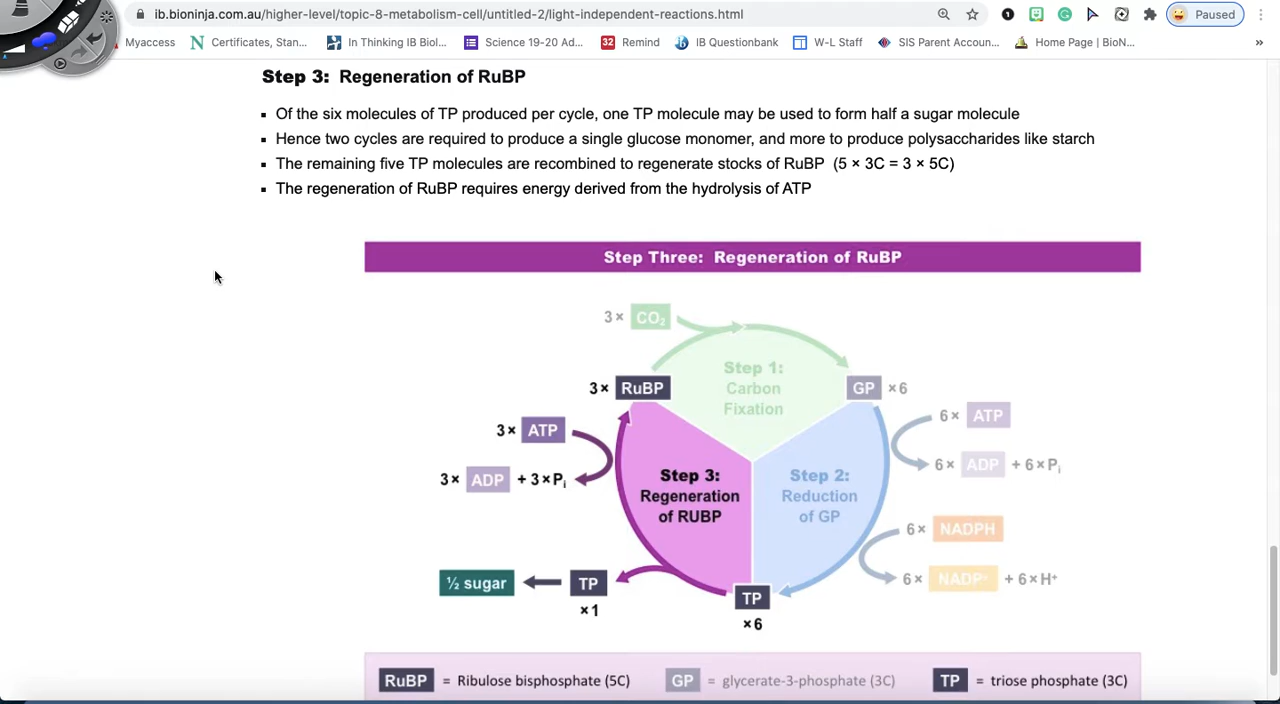 ib.bioninja.com.au/higher-level/topic-8-metabolism-cell/untitled-2/light-independent-reactions.html
Paused
Myaccess
Certificates, Stan...
In Thinking IB Biol...
Science 19-20 Ad...
32 Remind
IB Questionbank
W-L Staff
SIS Parent Accoun...
Home Page | BioN...
»
Step 3: Regeneration of RuBP
▪ Of the six molecules of TP produced per cycle, one TP molecule may be used to form half a sugar molecule
▪ Hence two cycles are required to produce a single glucose monomer, and more to produce polysaccharides like starch
▪ The remaining five TP molecules are recombined to regenerate stocks of RuBP (5 × 3C = 3 × 5C)
▪ The regeneration of RuBP requires energy derived from the hydrolysis of ATP
Step Three: Regeneration of RuBP
3 × CO₂
Step 1:
Carbon
Fixation
3 × RuBP
GP × 6
3 × ATP
6 × ATP
3 × ADP + 3 × Pᵢ
6 × ADP + 6 × Pᵢ
Step 3:
Regeneration
of RUBP
Step 2:
Reduction
of GP
6 × NADPH
6 × NADP⁺ + 6 × H⁺
½ sugar
TP
× 1
TP
× 6
RuBP = Ribulose bisphosphate (5C)
GP = glycerate-3-phosphate (3C)
TP = triose phosphate (3C)